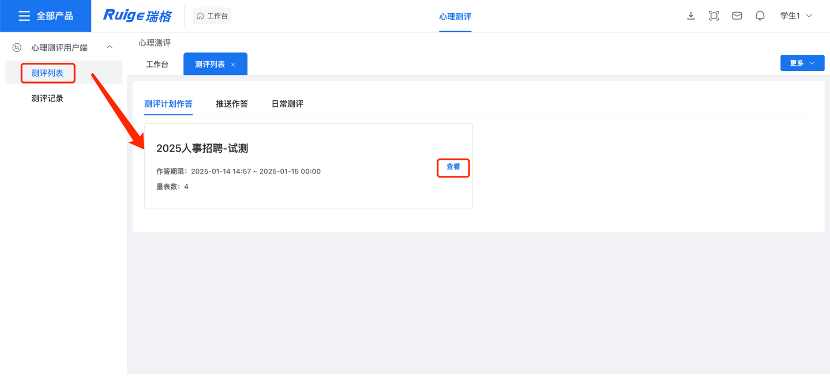 全部产品
Ruige瑞格
工作台
心理测评
学生1
心理测评用户端
测评列表
测评记录
心理测评
工作台
测评列表 ×
更多
测评计划作答
推送作答
日常测评
2025人事招聘-试测
作答期限：2025-01-14 14:57 ~ 2025-01-15 00:00
量表数：4
查看